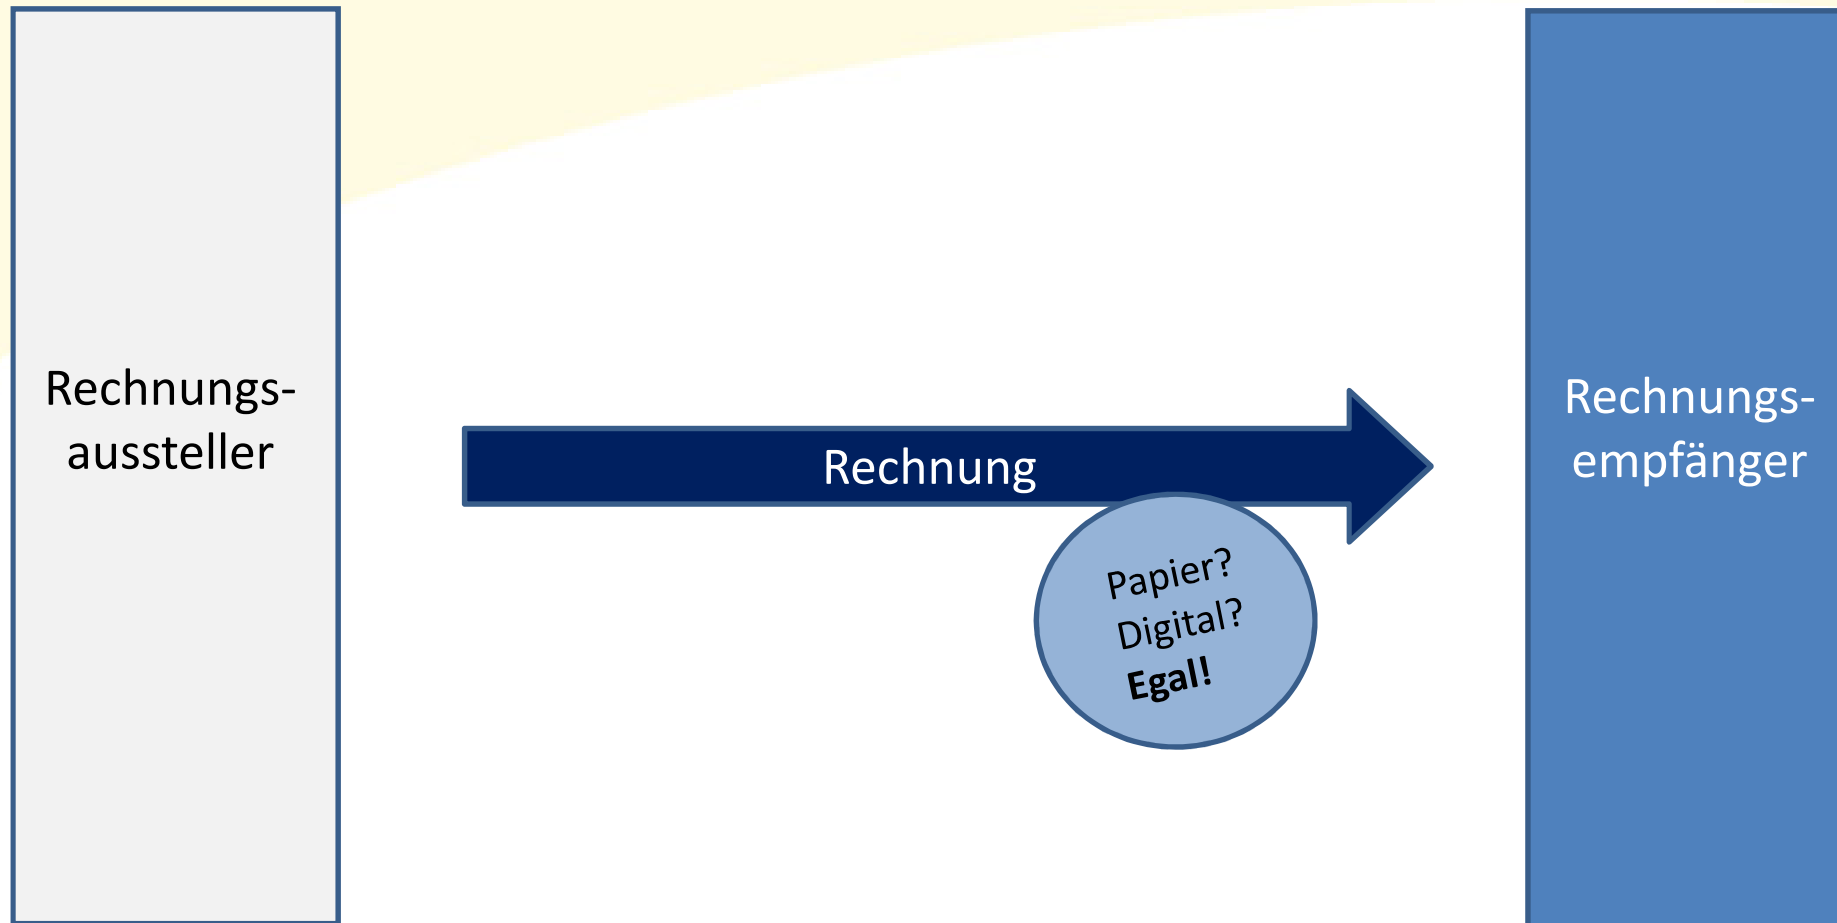 Rechnungs-
aussteller
Rechnung
Papier?
Digital?
Egal!
Rechnungs-
empfänger